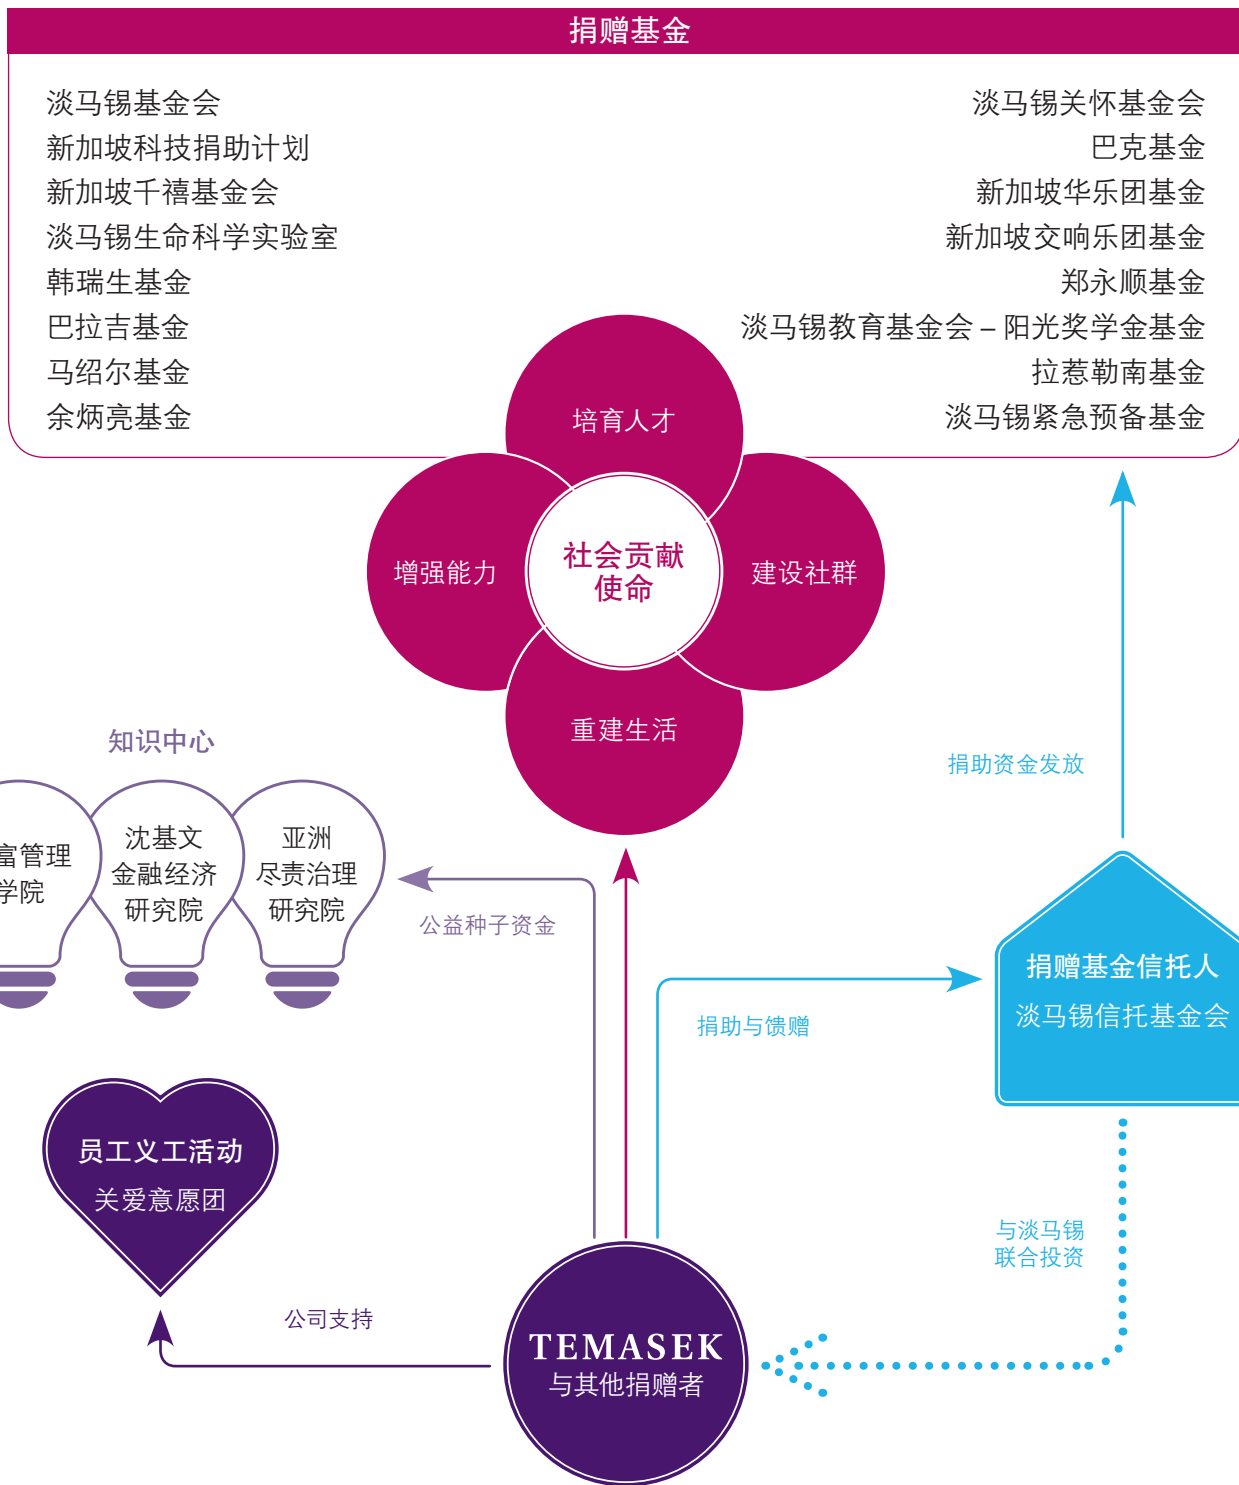 捐赠基金
淡马锡基金会
新加坡科技捐助计划
新加坡千禧基金会
淡马锡生命科学实验室
韩瑞生基金
巴拉吉基金
马绍尔基金
余炳亮基金
淡马锡关怀基金会
巴克基金
新加坡华乐团基金
新加坡交响乐团基金
郑永顺基金
淡马锡教育基金会 – 阳光奖学金基金
拉惹勒南基金
淡马锡紧急预备基金
培育人才
增强能力
社会贡献
使命
建设社群
重建生活
知识中心
富管理
学院
沈基文
金融经济
研究院
亚洲
尽责治理
研究院
公益种子资金
捐助资金发放
捐助与馈赠
捐赠基金信托人
淡马锡信托基金会
员工义工活动
关爱意愿团
公司支持
与淡马锡
联合投资
TEMASEK
与其他捐赠者